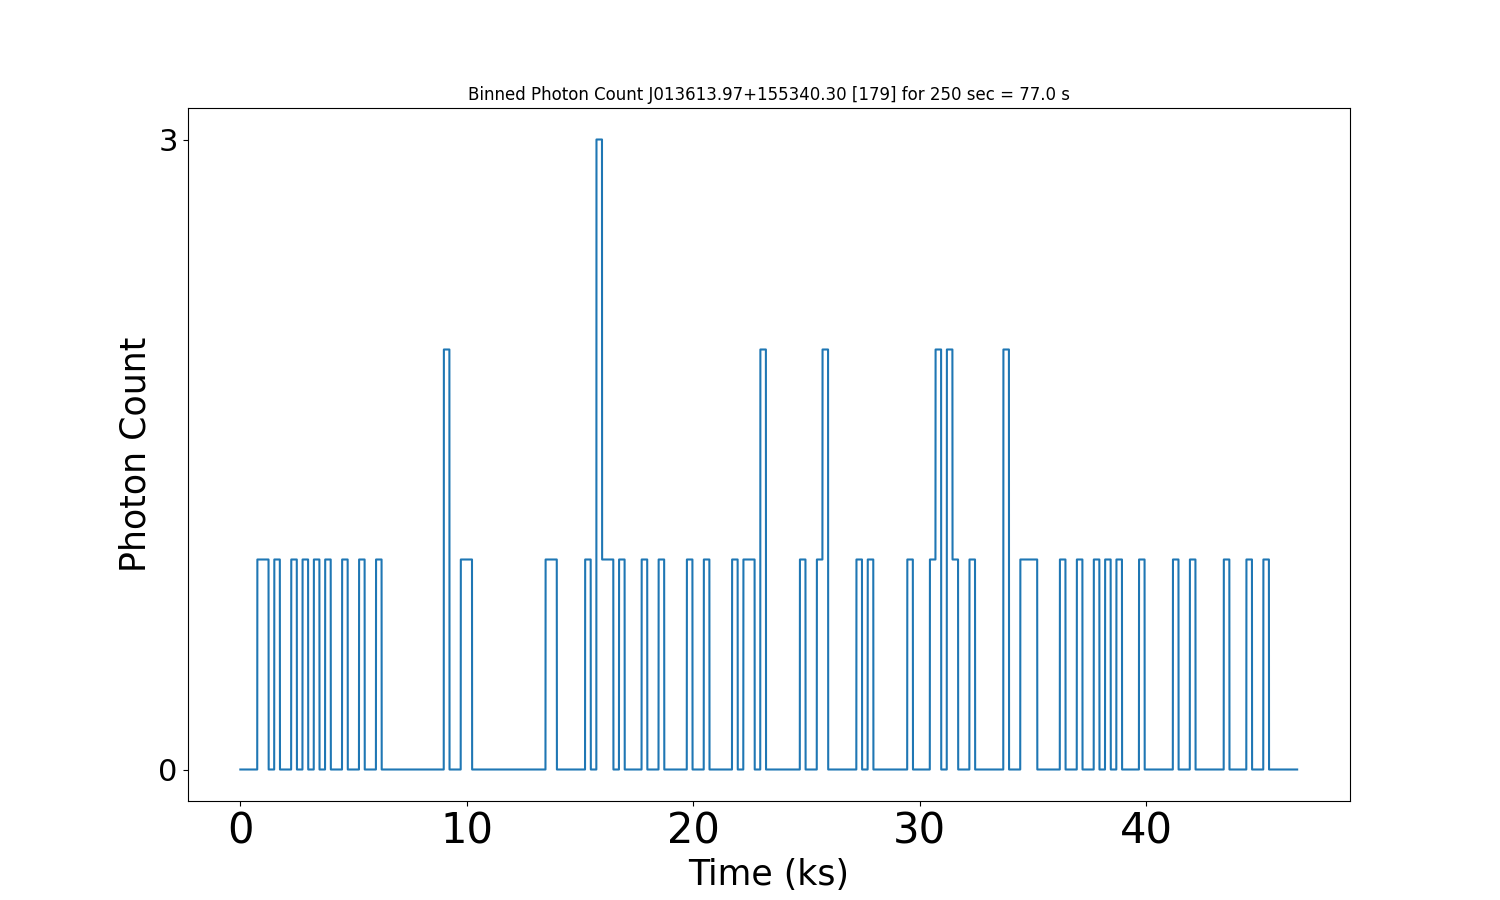 Binned Photon Count J013613.97+155340.30 [179] for 250 sec = 77.0 s
3
Photon Count
0
0 10 20 30 40
Time (ks)